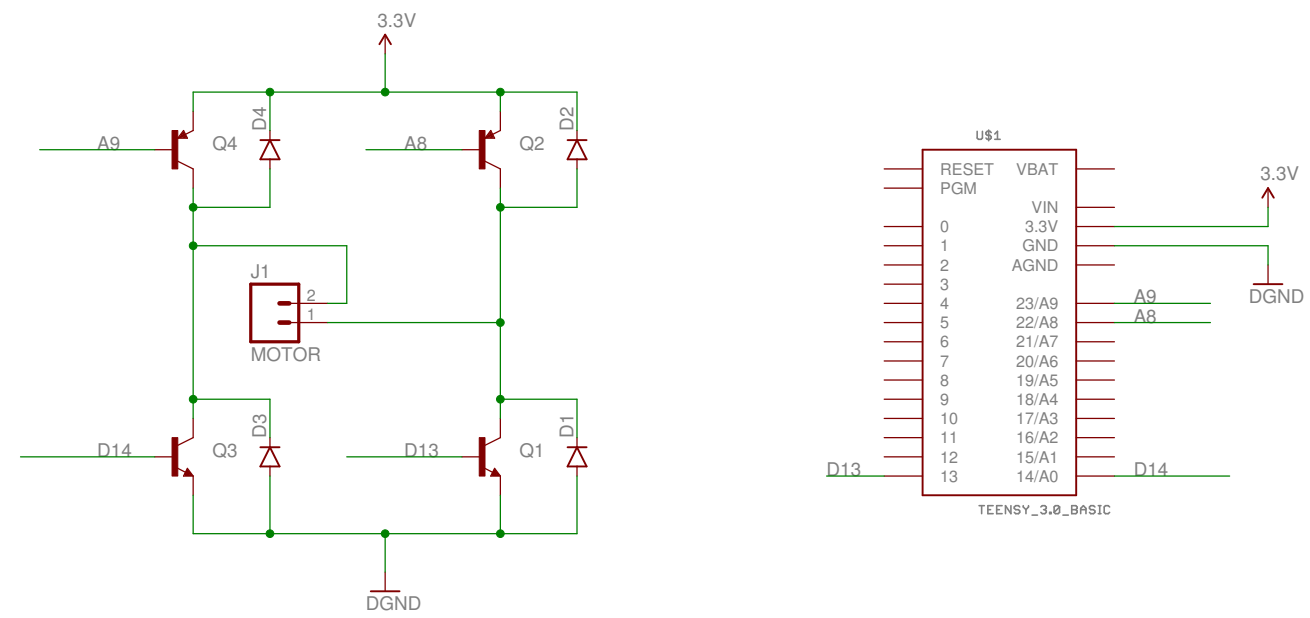 3.3V
D4
D2
A9
Q4
A8
Q2
J1
2
1
MOTOR
D3
D1
D14
Q3
D13
Q1
DGND
U$1
RESET VBAT
PGM
VIN
3.3V
0 3.3V
1 GND
2 AGND
DGND
3
4 23/A9 A9
5 22/A8 A8
6 21/A7
7 20/A6
8 19/A5
9 18/A4
10 17/A3
11 16/A2
12 15/A1
D13 13 14/A0 D14
TEENSY_3.0_BASIC